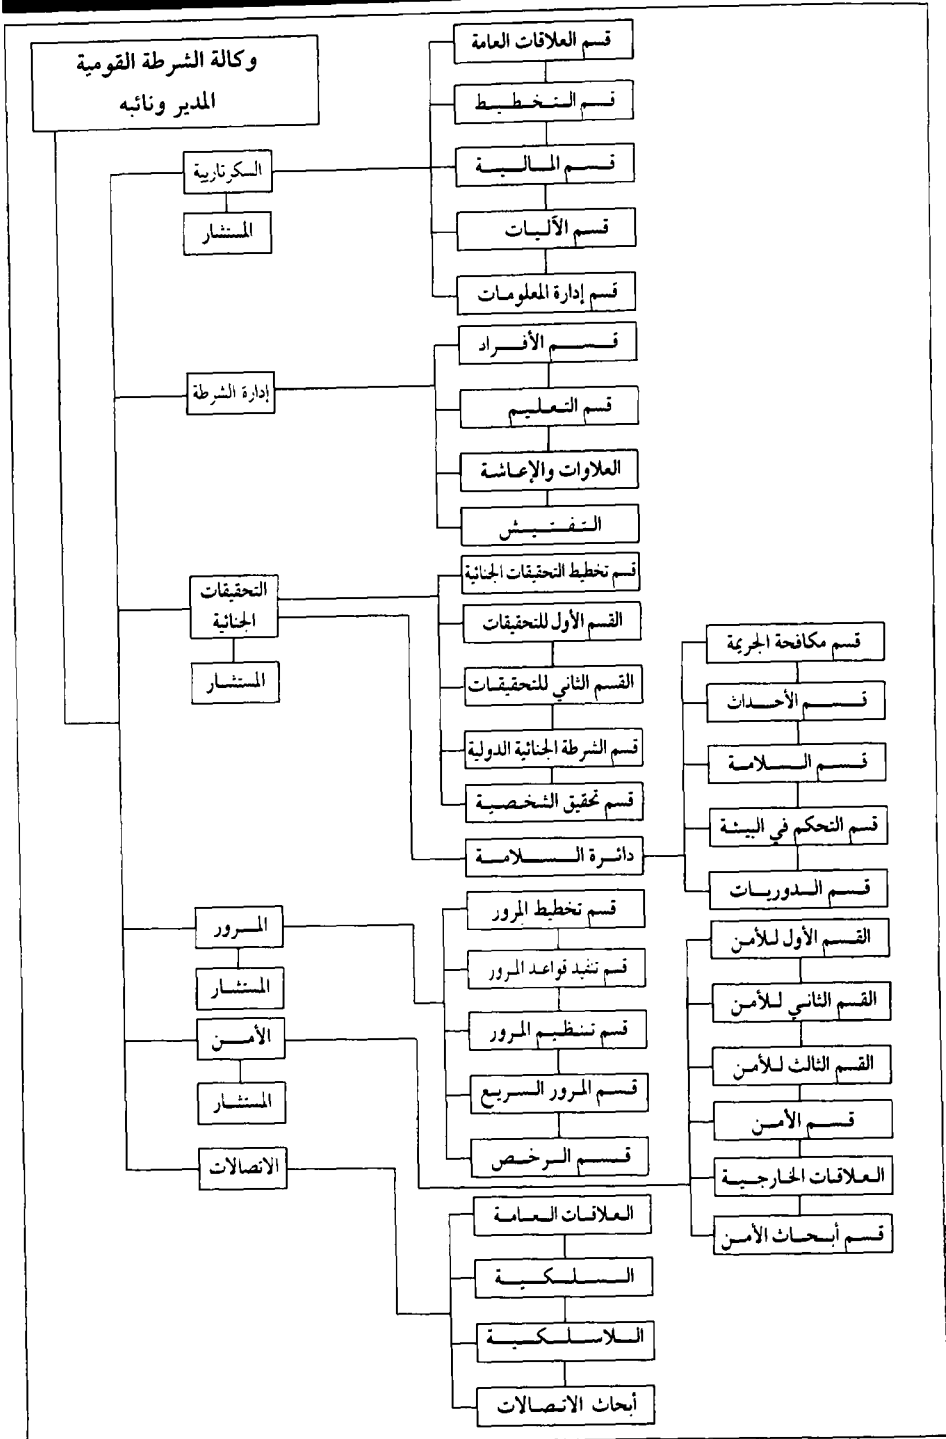 وكالة الشرطة القومية
المدير ونائبه
السكرتارية
المستشار
قسم العلاقات العامة
قسم التخطيط
قسم المالية
قسم الآليات
قسم إدارة المعلومات
إدارة الشرطة
قسم الأفراد
قسم التعليم
العلاوات والإعاشة
التفتيش
التحقيقات
الجنائية
المستشار
قسم تخطيط التحقيقات الجنائية
القسم الأول للتحقيقات
القسم الثاني للتحقيقات
قسم الشرطة الجنائية الدولية
قسم تحقيق الشخصية
دائرة السلامة
قسم مكافحة الجريمة
قسم الأحداث
قسم السلامة
قسم التحكم في البيئة
قسم الدوريات
المرور
المستشار
قسم تخطيط المرور
قسم تنفيد قواعد المرور
قسم تنظيم المرور
قسم المرور السريع
قسم الرخص
الأمن
المستشار
القسم الأول للأمن
القسم الثاني للأمن
القسم الثالث للأمن
قسم الأمن
العلاقات الخارجية
قسم أبحاث الأمن
الاتصالات
العلاقات العامة
السلكية
اللاسلكية
أبحاث الاتصالات